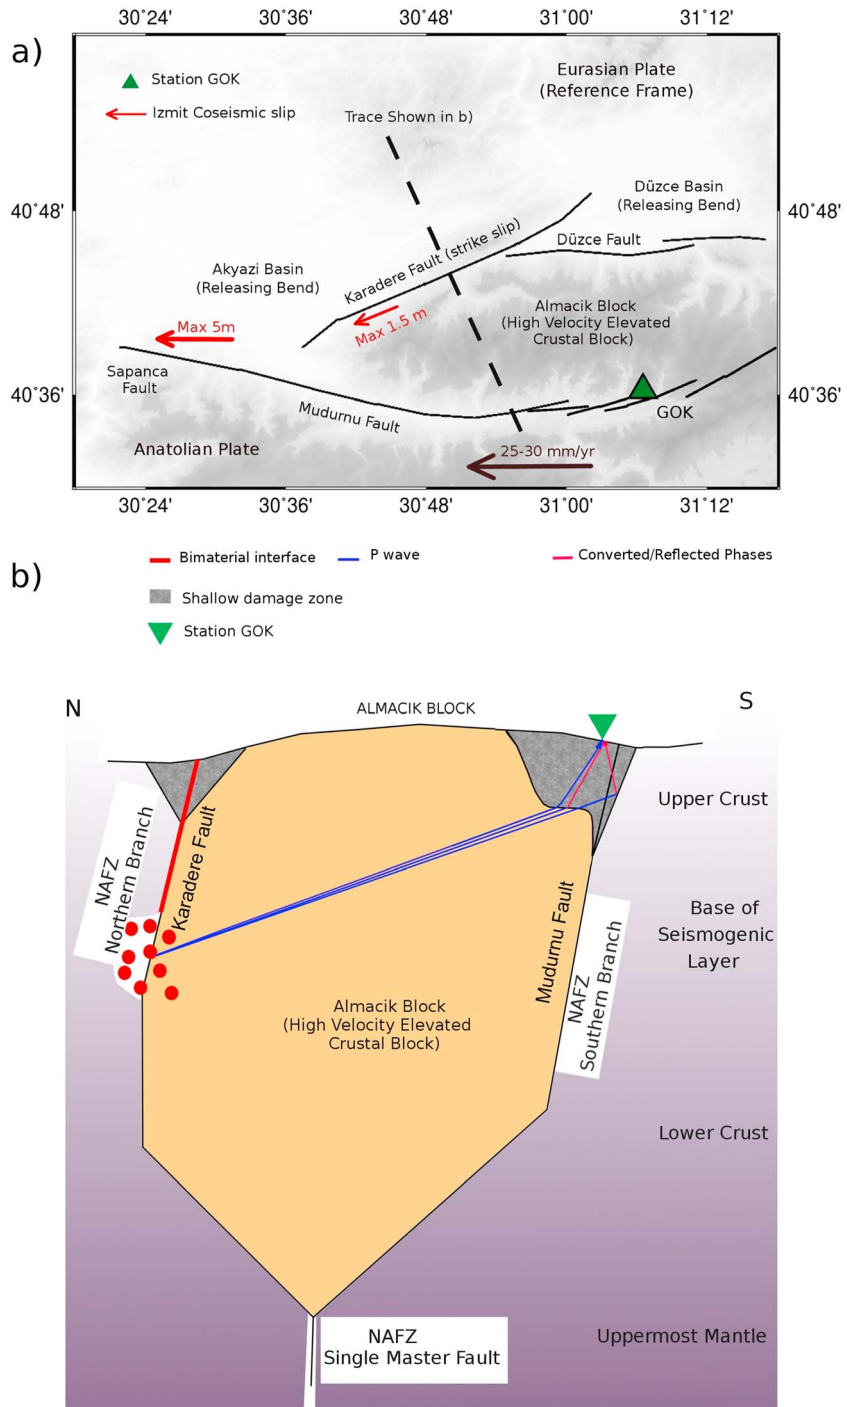 30˚24' 30˚36' 30˚48' 31˚00' 31˚12'
a)
Station GOK
Izmit Coseismic slip
Eurasian Plate
(Reference Frame)
Trace Shown in b)
40˚48'
40˚48'
Düzce Basin
(Releasing Bend)
Karadere Fault (strike slip)
Düzce Fault
Akyazi Basin
(Releasing Bend)
Almacik Block
(High Velocity Elevated
Crustal Block)
Max 5m
Max 1.5 m
Sapanca
Fault
40˚36'
40˚36'
Mudurnu Fault
GOK
Anatolian Plate
25-30 mm/yr
30˚24' 30˚36' 30˚48' 31˚00' 31˚12'
b)
Bimaterial interface
P wave
Converted/Reflected Phases
Shallow damage zone
Station GOK
N
ALMACIK BLOCK
S
Upper Crust
NAFZ
Northern Branch
Karadere Fault
Base of
Seismogenic
Layer
Mudurnu Fault
NAFZ
Southern Branch
Almacik Block
(High Velocity Elevated
Crustal Block)
Lower Crust
NAFZ
Single Master Fault
Uppermost Mantle